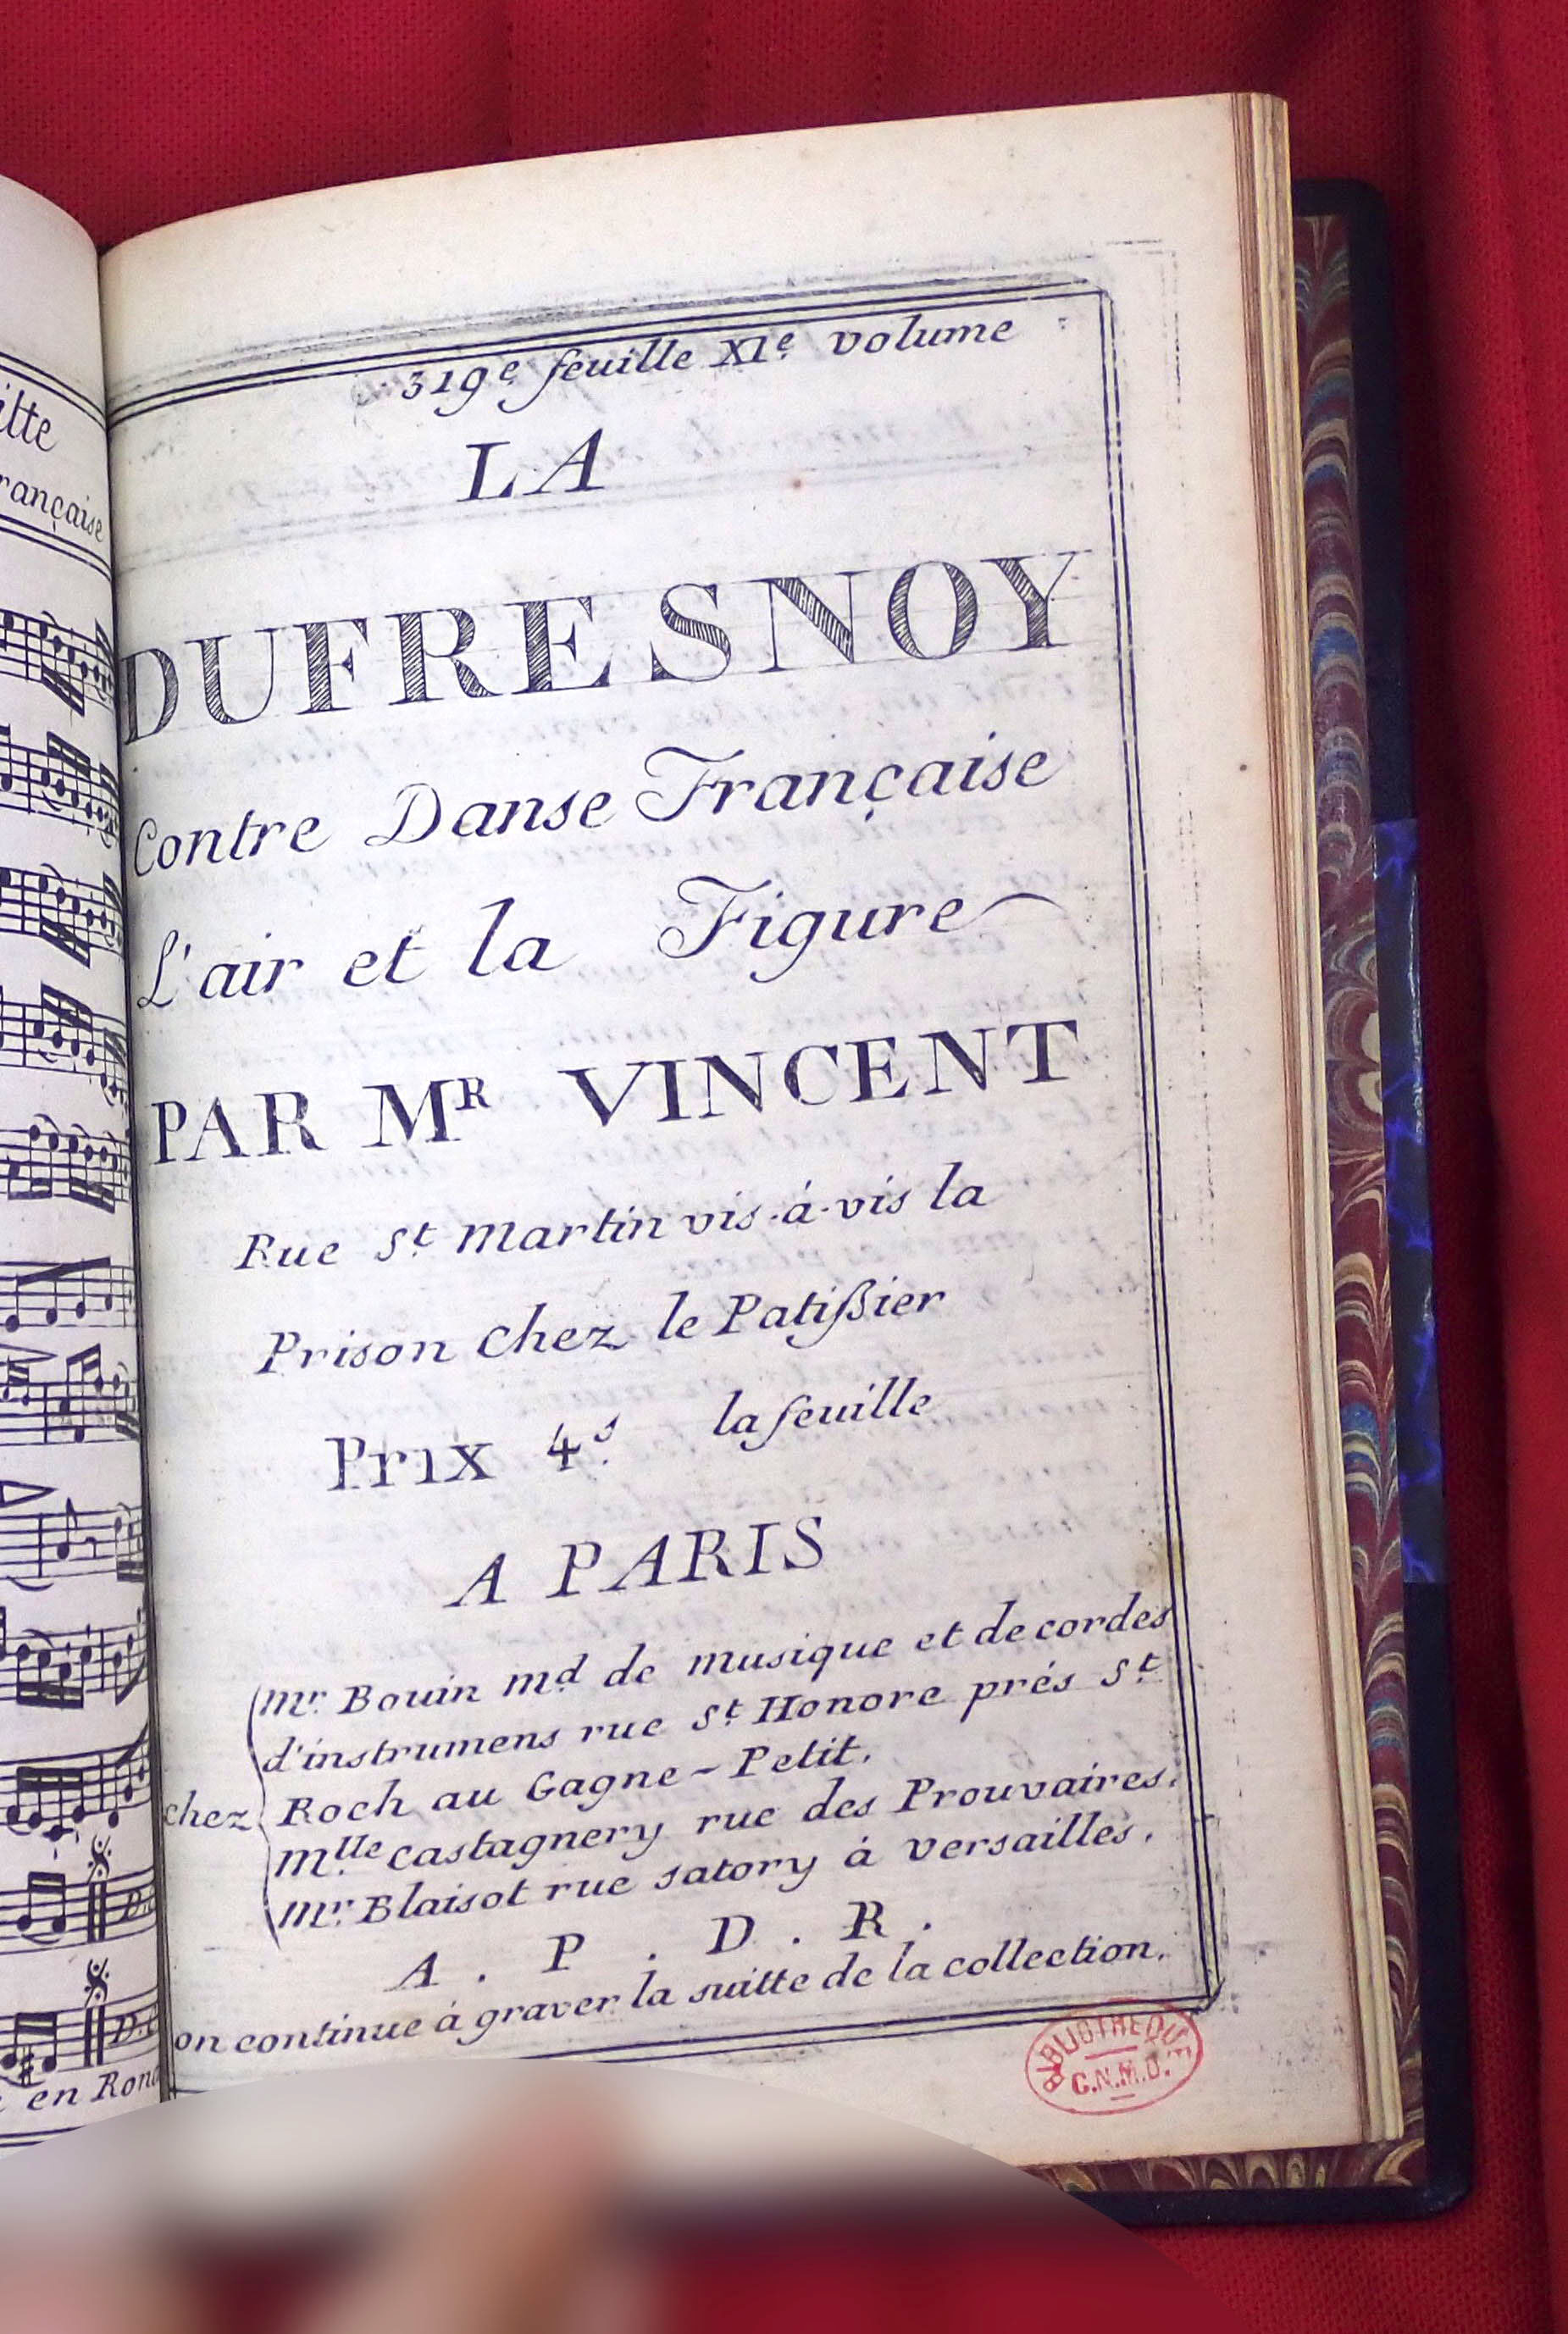 319e feuille XIe volume
LA
DUFRESNOY
Contre Danse Française
L'air et la Figure
PAR MR VINCENT
Rue St Martin vis-à-vis la
Prison chez le Patißier
Prix 4s la feuille
A PARIS
chez
Mr. Bouin md de musique et de cordes
d'instrumens rue St Honore prés St
Roch au Gagne-Petit.
Mlle Castagnery rue des Prouvaires.
Mr. Blaisot rue satory à versailles.
A. P. D. R.
on continue à graver la suitte de la collection.
BIBLIOTHEQUE
C.N.M.D.
en Rond